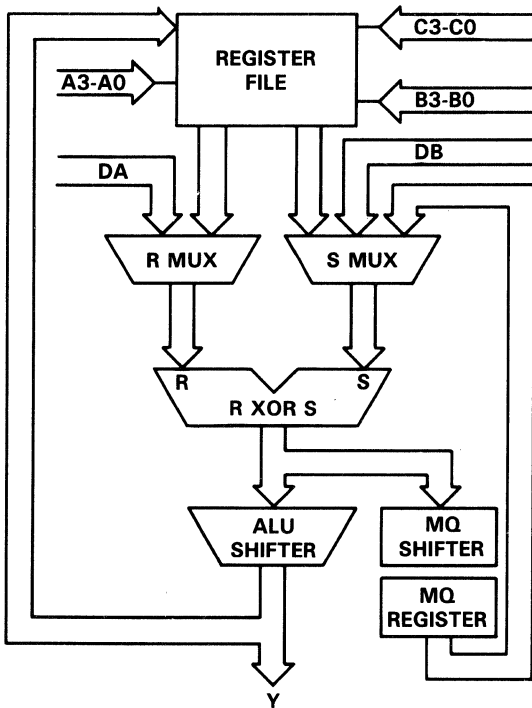 REGISTER
FILE
C3-C0
A3-A0
B3-B0
DA
DB
R MUX
S MUX
R
S
R XOR S
ALU
SHIFTER
MQ
SHIFTER
MQ
REGISTER
Y